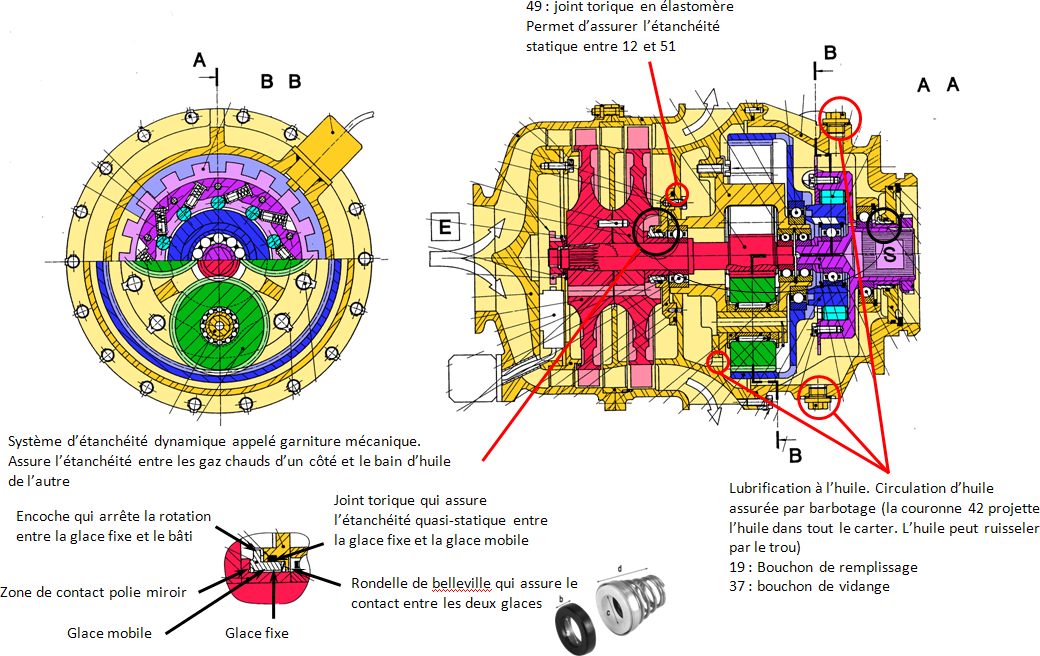 49 : joint torique en élastomère
Permet d’assurer l’étanchéité
statique entre 12 et 51
A
B B
B
A A
E
S
B
Système d’étanchéité dynamique appelé garniture mécanique.
Assure l’étanchéité entre les gaz chauds d’un côté et le bain d’huile
de l’autre
Joint torique qui assure
l’étanchéité quasi-statique entre
la glace fixe et la glace mobile
Encoche qui arrête la rotation
entre la glace fixe et le bâti
Zone de contact polie miroir
Rondelle de belleville qui assure le
contact entre les deux glaces
Glace mobile
Glace fixe
d
b
Lubrification à l’huile. Circulation d’huile
assurée par barbotage (la couronne 42 projette
l’huile dans tout le carter. L’huile peut ruisseler
par le trou)
19 : Bouchon de remplissage
37 : bouchon de vidange